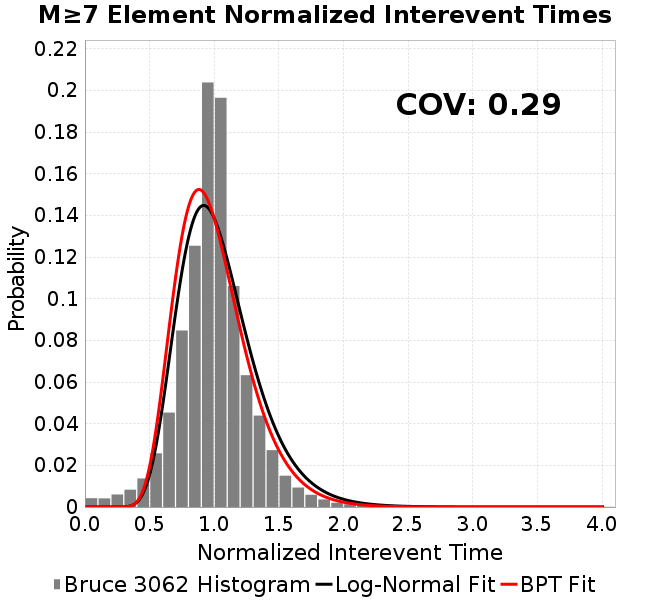 M≥7 Element Normalized Interevent Times
COV: 0.29
Probability
0.22
0.2
0.18
0.16
0.14
0.12
0.1
0.08
0.06
0.04
0.02
0
0.0 0.5 1.0 1.5 2.0 2.5 3.0 3.5 4.0
Normalized Interevent Time
Bruce 3062 Histogram Log-Normal Fit BPT Fit